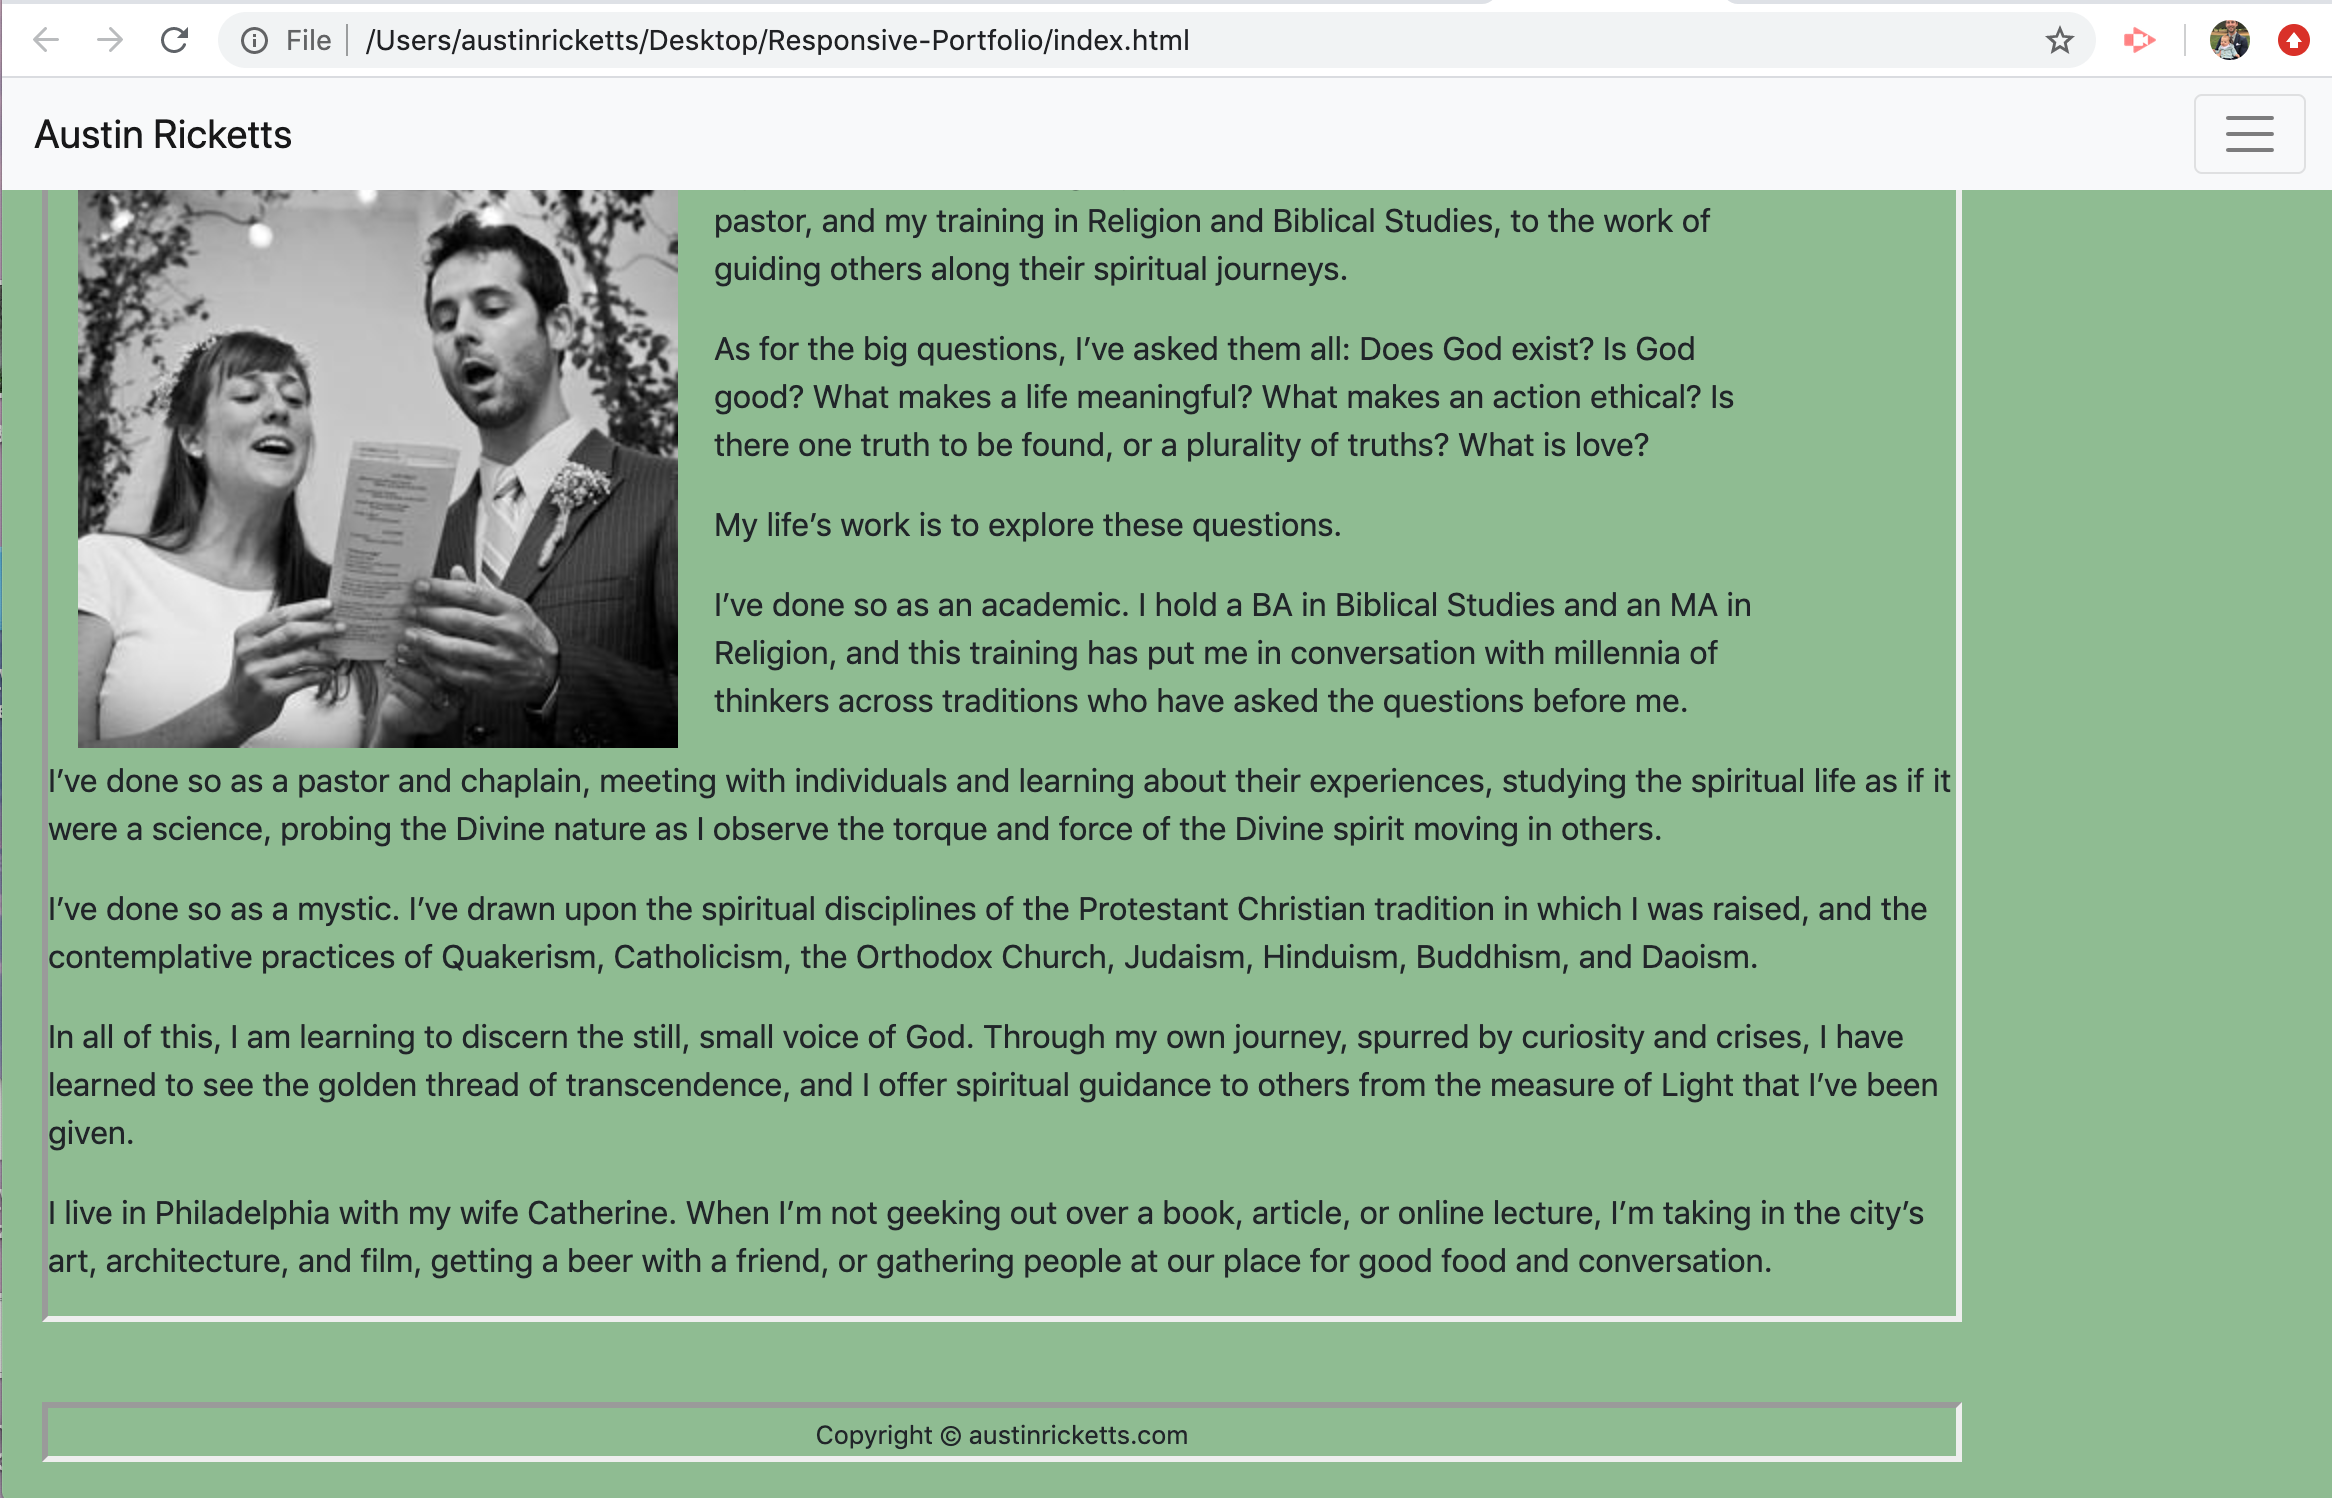 File
/Users/austinricketts/Desktop/Responsive-Portfolio/index.html
Austin Ricketts
pastor, and my training in Religion and Biblical Studies, to the work of
guiding others along their spiritual journeys.
As for the big questions, I’ve asked them all: Does God exist? Is God
good? What makes a life meaningful? What makes an action ethical? Is
there one truth to be found, or a plurality of truths? What is love?
My life’s work is to explore these questions.
I’ve done so as an academic. I hold a BA in Biblical Studies and an MA in
Religion, and this training has put me in conversation with millennia of
thinkers across traditions who have asked the questions before me.
I’ve done so as a pastor and chaplain, meeting with individuals and learning about their experiences, studying the spiritual life as if it
were a science, probing the Divine nature as I observe the torque and force of the Divine spirit moving in others.
I’ve done so as a mystic. I’ve drawn upon the spiritual disciplines of the Protestant Christian tradition in which I was raised, and the
contemplative practices of Quakerism, Catholicism, the Orthodox Church, Judaism, Hinduism, Buddhism, and Daoism.
In all of this, I am learning to discern the still, small voice of God. Through my own journey, spurred by curiosity and crises, I have
learned to see the golden thread of transcendence, and I offer spiritual guidance to others from the measure of Light that I’ve been
given.
I live in Philadelphia with my wife Catherine. When I’m not geeking out over a book, article, or online lecture, I’m taking in the city’s
art, architecture, and film, getting a beer with a friend, or gathering people at our place for good food and conversation.
Copyright © austinricketts.com